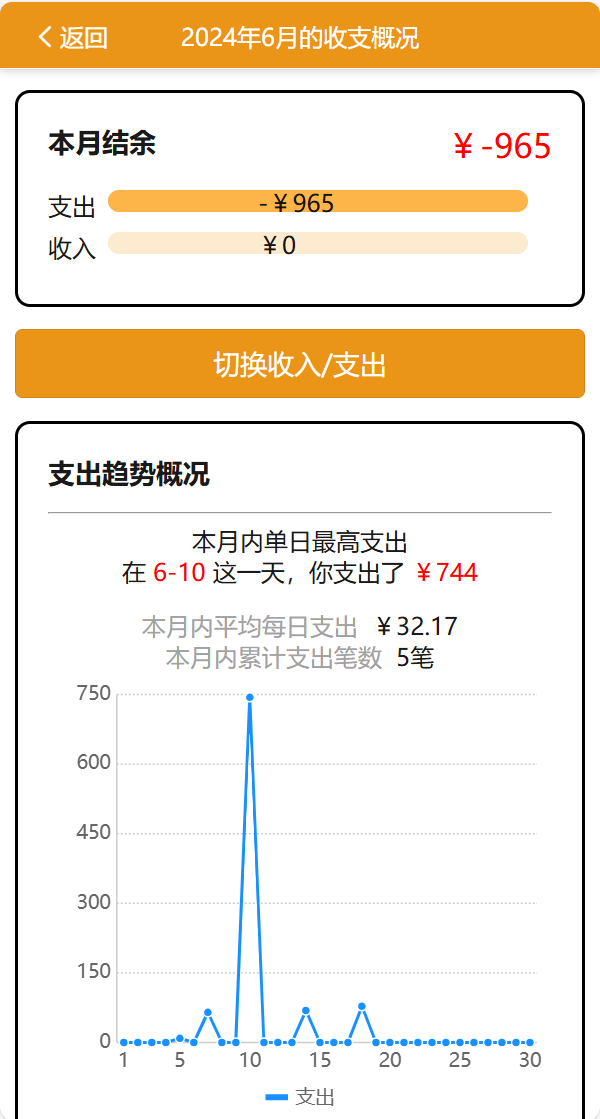 返回 2024年6月的收支概况
本月结余 ￥-965
支出 -￥965
收入 ￥0
切换收入/支出
支出趋势概况
本月内单日最高支出
在 6-10 这一天，你支出了 ￥744
本月内平均每日支出 ￥32.17
本月内累计支出笔数 5笔
750
600
450
300
150
0
1 5 10 15 20 25 30
支出